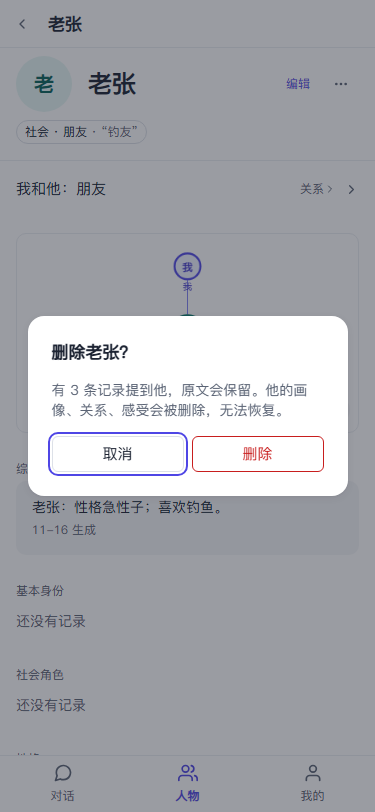 老张
老
老张
编辑
社会 · 朋友 · “钓友”
我和他：朋友
关系
我
我
删除老张?
有 3 条记录提到他，原文会保留。他的画
像、关系、感受会被删除，无法恢复。
取消
删除
综
老张：性格急性子；喜欢钓鱼。
11-16 生成
基本身份
还没有记录
社会角色
还没有记录
对话
人物
我的